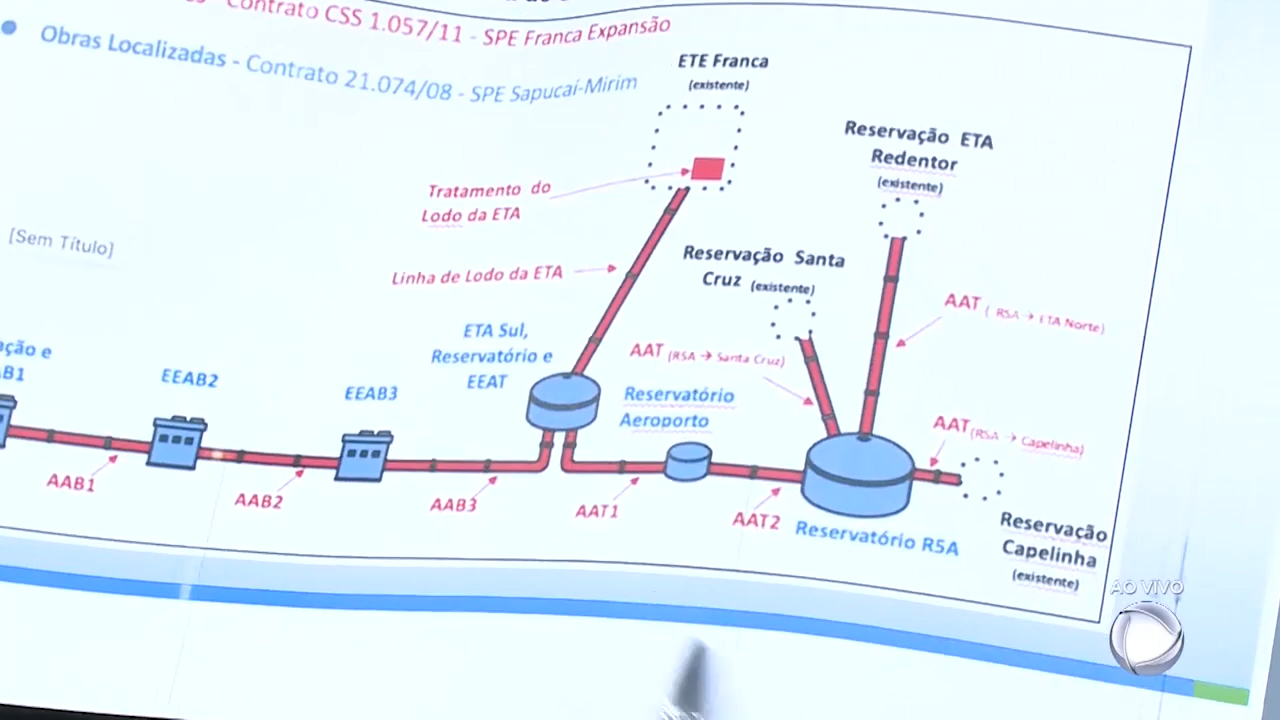 Contrato CSS 1.057/11 - SPE Franca Expansão
Obras Localizadas - Contrato 21.074/08 - SPE Sapucaí-Mirim
ETE Franca
(existente)
Reservação ETA
Redentor
(existente)
Tratamento do
Lodo da ETA
[Sem Título]
Linha de Lodo da ETA
Reservação Santa
Cruz (existente)
AAT (RSA → ETA Norte)
ETA Sul,
Reservatório e
EEAT
AAT (RSA → Santa Cruz)
EEAB2
EEAB3
Reservatório
Aeroporto
AAT (RSA → Capelinha)
AAB1
AAB2
AAB3
AAT1
AAT2
Reservatório R5A
Reservação
Capelinha
(existente)
AO VIVO